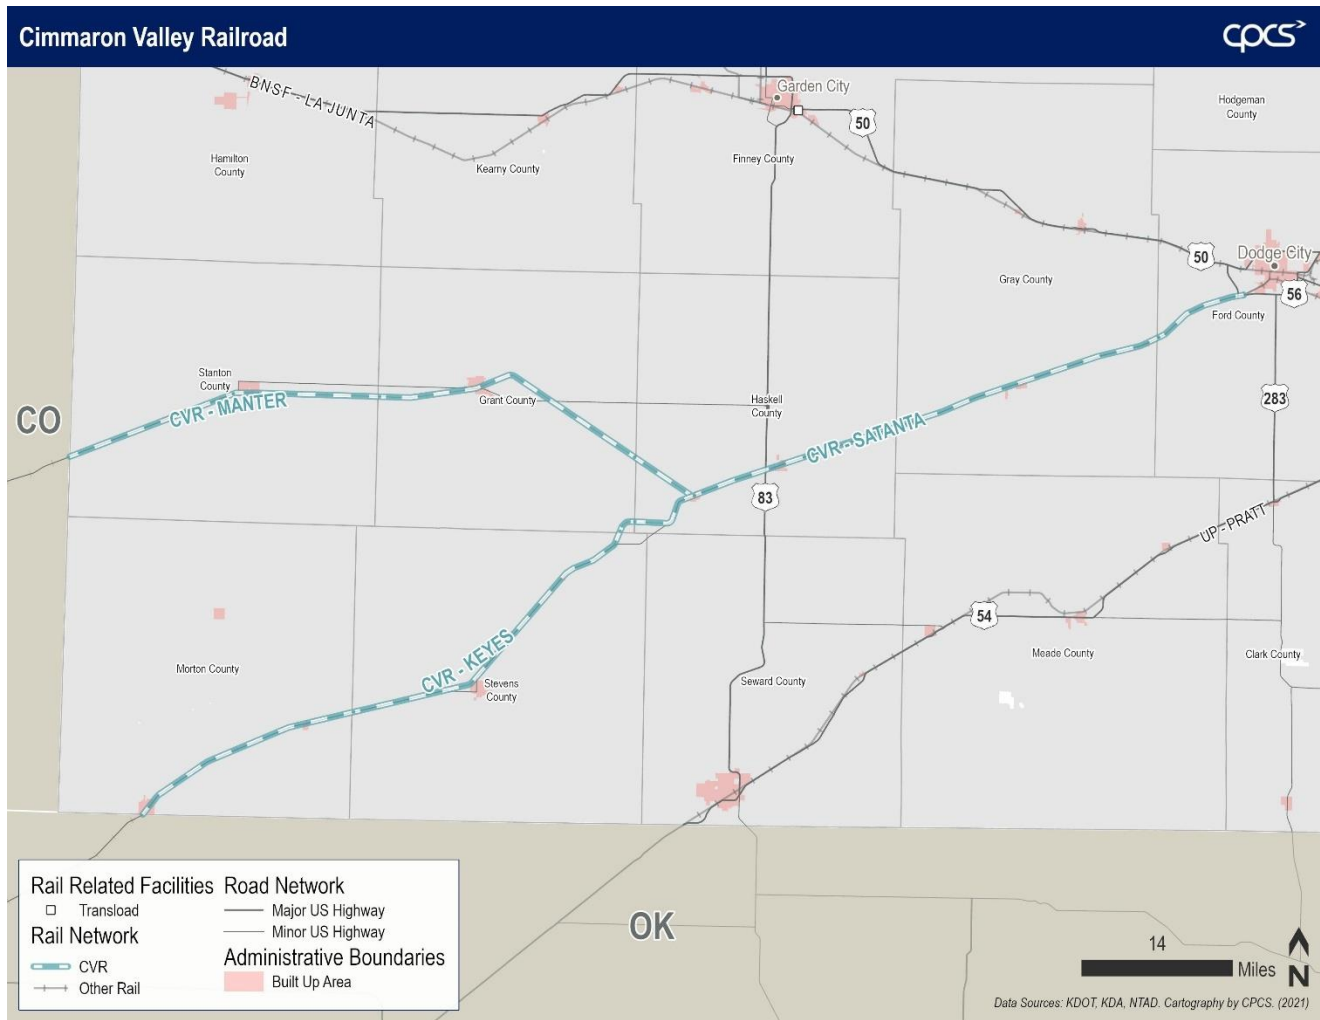 Cimmaron Valley Railroad
cpcs
BNSF - LA JUNTA
Garden City
50
Hodgeman
County
Hamilton
County
Kearny County
Finney County
50
Dodge City
Gray County
56
Ford County
Stanton
County
CVR - MANTER
Grant County
Haskell
County
283
CO
CVR - SATANTA
83
UP - PRATT
54
CVR - KEYES
Morton County
Stevens
County
Seward County
Meade County
Clark County
Rail Related Facilities
Transload
Rail Network
CVR
Other Rail
Road Network
Major US Highway
Minor US Highway
Administrative Boundaries
Built Up Area
OK
14
Miles
N
Data Sources: KDOT, KDA, NTAD. Cartography by CPCS. (2021)